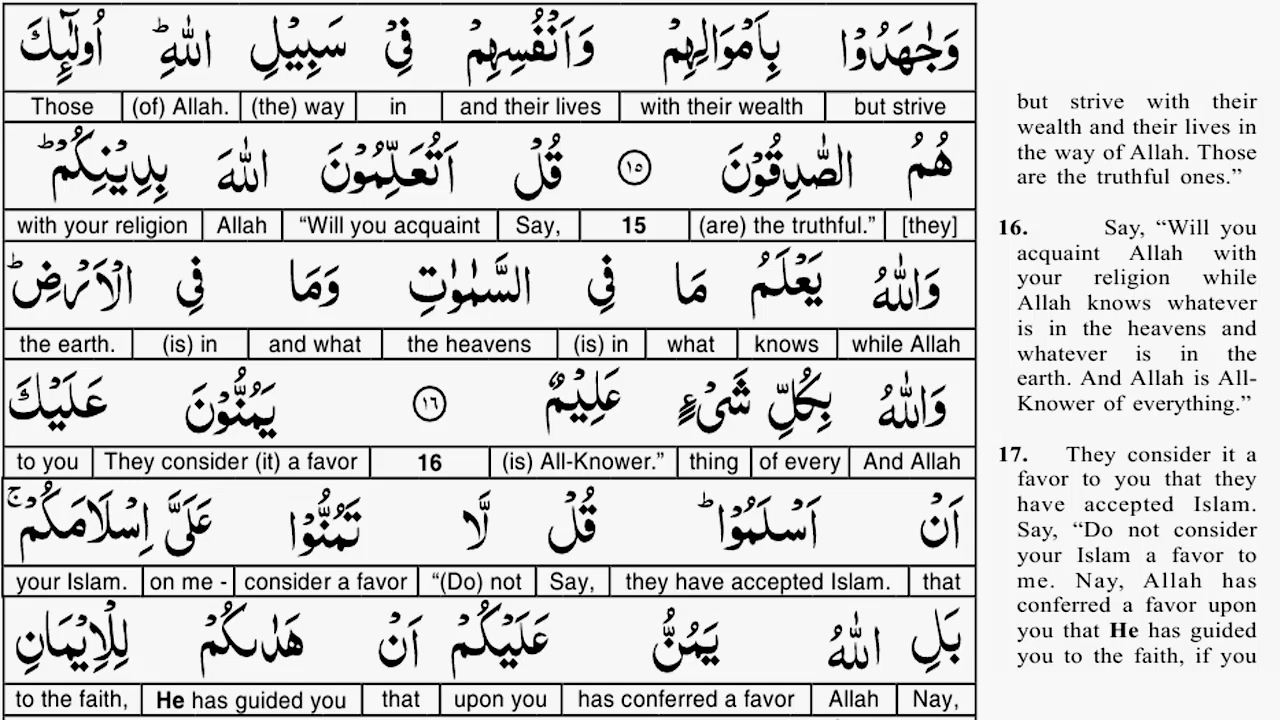 وَجٰهَدُوۡا بِاَمۡوَالِهِمۡ وَاَنۡفُسِهِمۡ فِىۡ سَبِيۡلِ اللّٰهِ‌ؕ اُولٰٓٮِٕكَ
but strive with their wealth and their lives in (the) way (of) Allah. Those
هُمُ الصّٰدِقُوۡنَ ‏﴿۱۵﴾ قُلۡ اَتُعَلِّمُوۡنَ اللّٰهَ بِدِيۡنِكُمۡؕ
[they] (are) the truthful.” 15 Say, “Will you acquaint Allah with your religion
وَاللّٰهُ يَعۡلَمُ مَا فِى السَّمٰوٰتِ وَمَا فِى الۡاَرۡضِ‌ؕ
while Allah knows what (is) in the heavens and what (is) in the earth.
وَاللّٰهُ بِكُلِّ شَىۡءٍ عَلِيۡمٌ ‏﴿۱۶﴾ يَمُنُّوۡنَ عَلَيۡكَ
And Allah of every thing (is) All-Knower.” 16 They consider (it) a favor to you
اَنۡ اَسۡلَمُوۡا‌ؕ قُلْ لَّا تَمُنُّوۡا عَلَىَّ اِسۡلَامَكُمۡ‌ۚ
that they have accepted Islam. Say, “(Do) not consider a favor on me - your Islam.
بَلِ اللّٰهُ يَمُنُّ عَلَيۡكُمۡ اَنۡ هَدٰٮكُمۡ لِلۡاِيۡمَانِ
Nay, Allah has conferred a favor upon you that He has guided you to the faith,
but strive with their
wealth and their lives in
the way of Allah. Those
are the truthful ones.”
16. Say, “Will you
acquaint Allah with
your religion while
Allah knows whatever
is in the heavens and
whatever is in the
earth. And Allah is All-
Knower of everything.”
17. They consider it a
favor to you that they
have accepted Islam.
Say, “Do not consider
your Islam a favor to
me. Nay, Allah has
conferred a favor upon
you that He has guided
you to the faith, if you